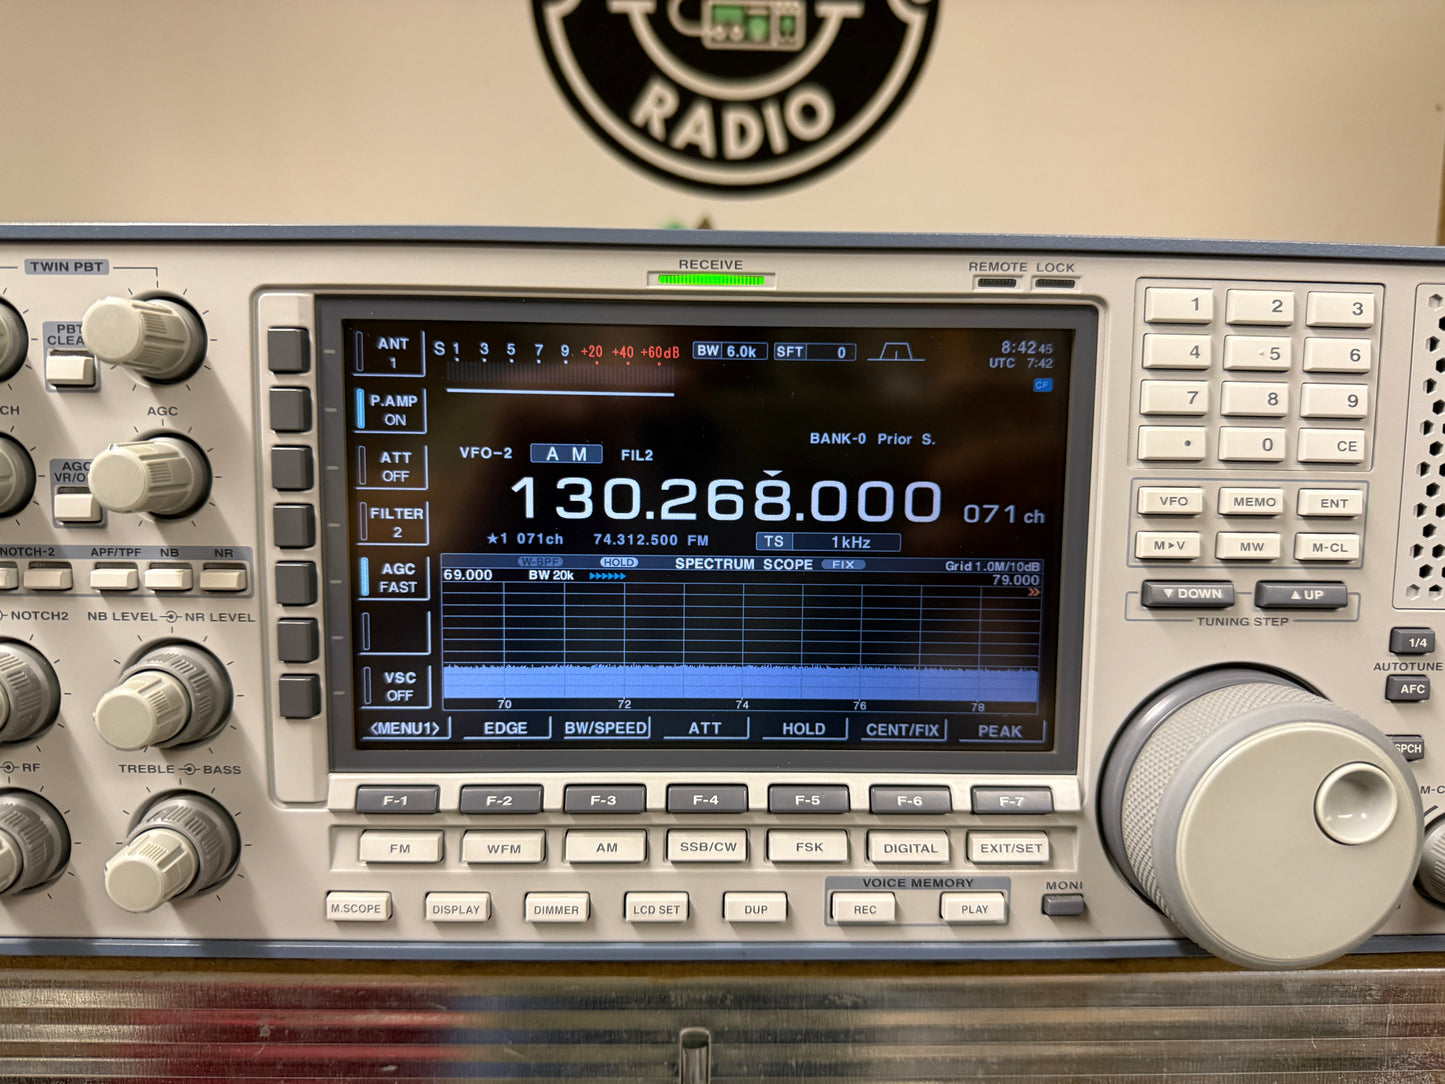 RADIO
TWIN PBT
RECEIVE
REMOTE LOCK
PBT
CLEA
AGC
CH
AGC
VR/O
NOTCH-2 APF/TPF NB NR
NOTCH2 NB LEVEL NR LEVEL
RF TREBLE BASS
ANT
1
P.AMP
ON
ATT
OFF
FILTER
2
AGC
FAST
VSC
OFF
S 1 3 5 7 9 +20 +40 +60dB
BW 6.0k SFT 0
8:42 45
UTC 7:42
CF
BANK-0 Prior S.
VFO-2 AM FIL2
130.268.000 071 ch
★1 071ch 74.312.500 FM TS 1kHz
W-BPF HOLD SPECTRUM SCOPE FIX Grid 1.0M/10dB
69.000 BW 20k 79.000
70 72 74 76 78
<MENU1> EDGE BW/SPEED ATT HOLD CENT/FIX PEAK
F-1 F-2 F-3 F-4 F-5 F-6 F-7
FM WFM AM SSB/CW FSK DIGITAL EXIT/SET
VOICE MEMORY MONI
M.SCOPE DISPLAY DIMMER LCD SET DUP REC PLAY
1 2 3
4 5 6
7 8 9
• 0 CE
VFO MEMO ENT
M▶V MW M-CL
▼DOWN ▲UP
TUNING STEP
1/4
AUTOTUNE
AFC
SPCH
M-C